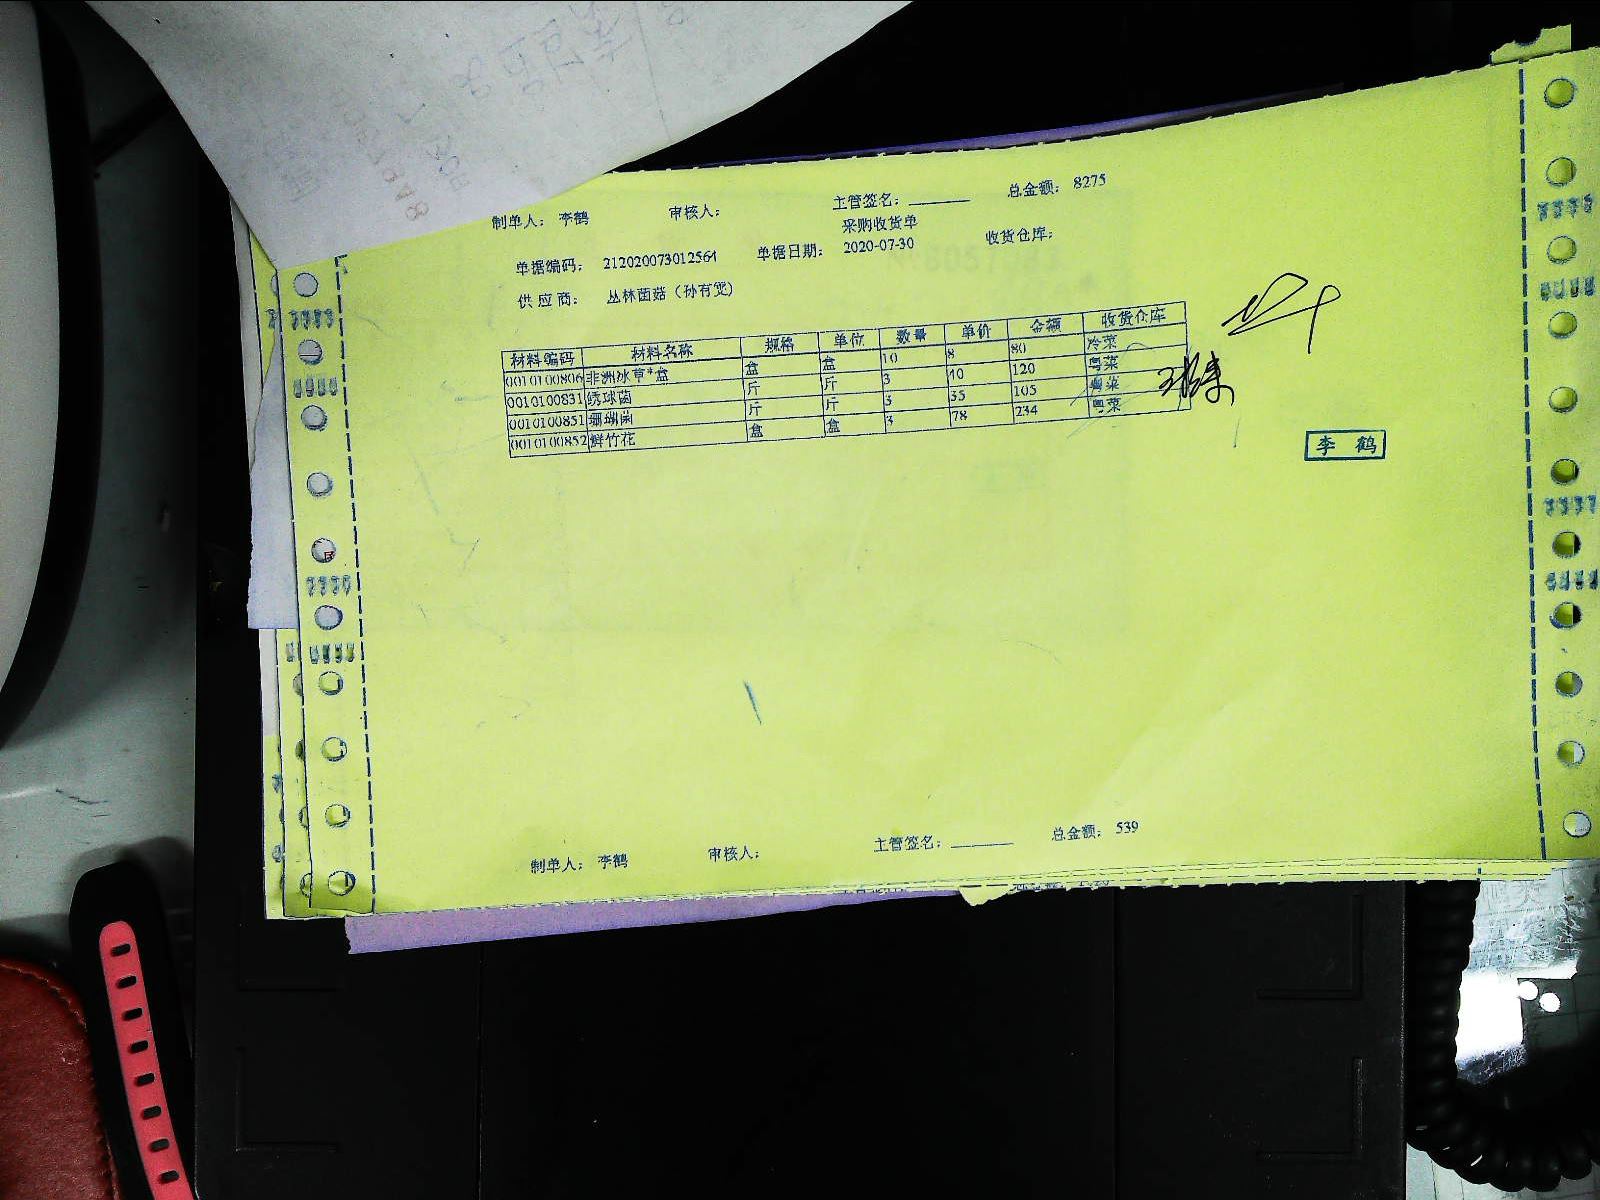 制单人： 李鹤 审核人： 主管签名： 总金额： 8275
采购收货单
单据编码： 212020073012564 单据日期： 2020-07-30 收货仓库：
供应商： 丛林菌菇（孙有宽）
材料编码 材料名称 规格 单位 数量 单价 金额 收货仓库
0010100806 非洲冰草*盒 盒 盒 10 8 80 冷菜
0010100831 绣球菌 斤 斤 3 40 120 粤菜
0010100851 珊瑚菌 斤 斤 3 35 105 粤菜
0010100852 鲜竹花 盒 盒 3 78 234 粤菜
李鹤
制单人： 李鹤 审核人： 主管签名： 总金额： 539